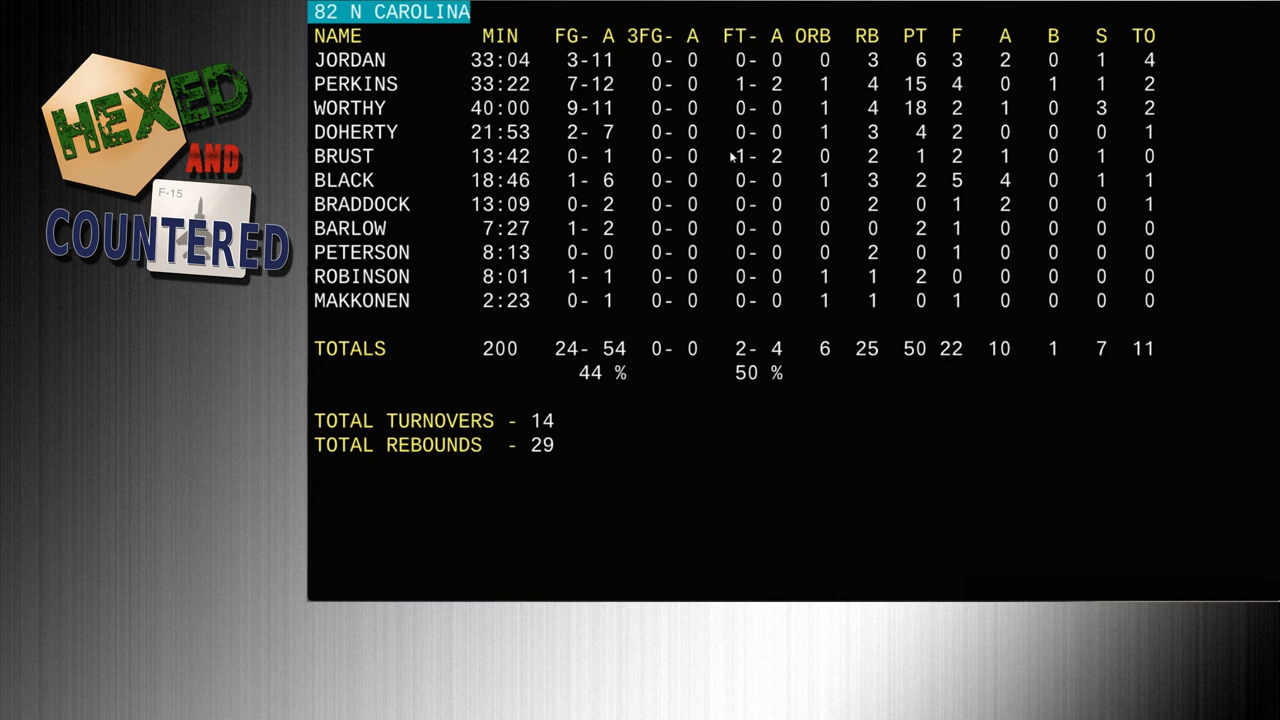 82 N CAROLINA
NAME MIN FG- A 3FG- A FT- A ORB RB PT F A B S TO
JORDAN 33:04 3-11 0- 0 0- 0 0 3 6 3 2 0 1 4
PERKINS 33:22 7-12 0- 0 1- 2 1 4 15 4 0 1 1 2
WORTHY 40:00 9-11 0- 0 0- 0 1 4 18 2 1 0 3 2
DOHERTY 21:53 2- 7 0- 0 0- 0 1 3 4 2 0 0 0 1
BRUST 13:42 0- 1 0- 0 1- 2 0 2 1 2 1 0 1 0
BLACK 18:46 1- 6 0- 0 0- 0 1 3 2 5 4 0 1 1
BRADDOCK 13:09 0- 2 0- 0 0- 0 0 2 0 1 2 0 0 1
BARLOW 7:27 1- 2 0- 0 0- 0 0 0 2 1 0 0 0 0
PETERSON 8:13 0- 0 0- 0 0- 0 0 2 0 1 0 0 0 0
ROBINSON 8:01 1- 1 0- 0 0- 0 1 1 2 0 0 0 0 0
MAKKONEN 2:23 0- 1 0- 0 0- 0 1 1 0 1 0 0 0 0
TOTALS 200 24- 54 0- 0 2- 4 6 25 50 22 10 1 7 11
44 % 50 %
TOTAL TURNOVERS - 14
TOTAL REBOUNDS - 29
HEXED
AND
F-15
COUNTERED